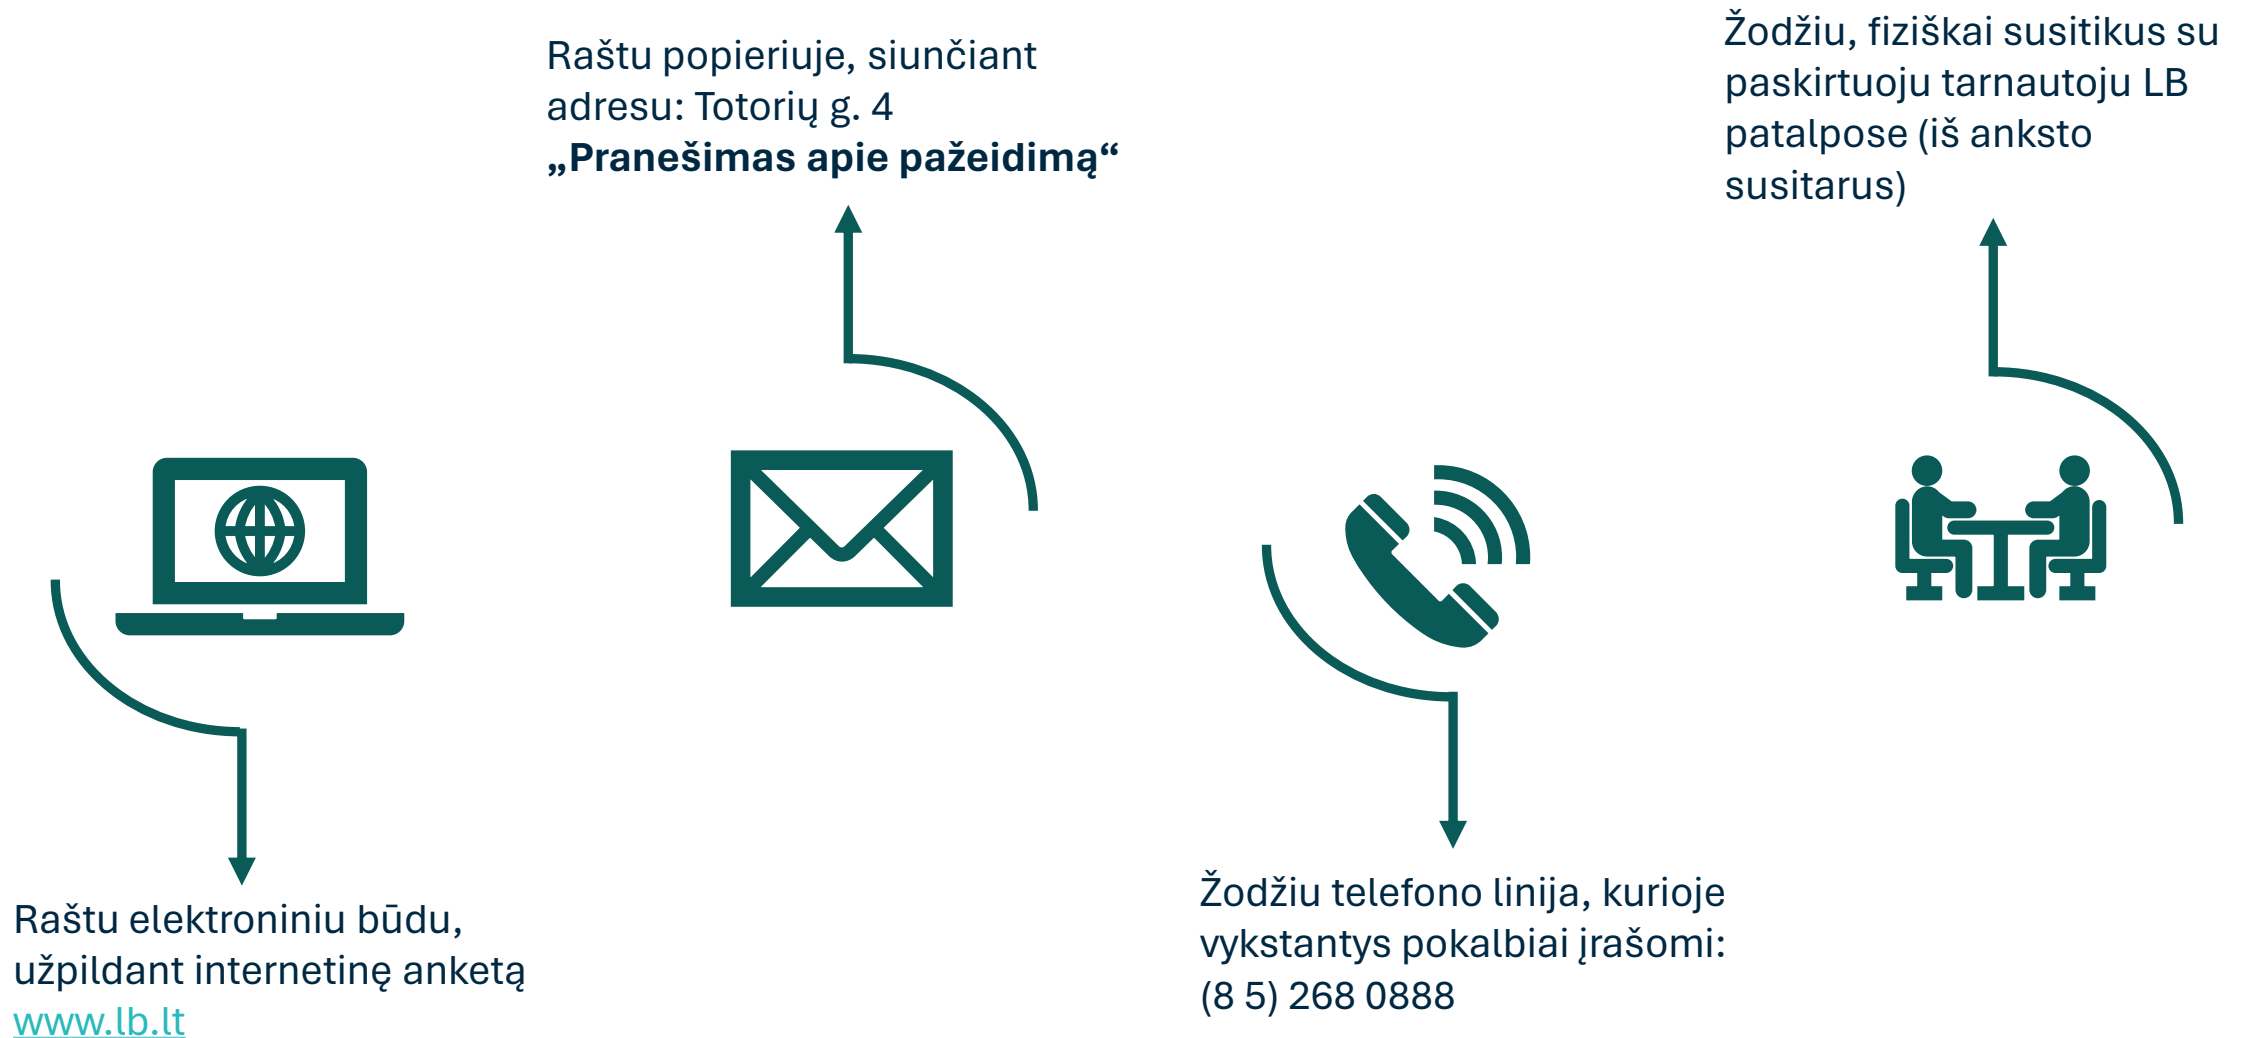 Raštu elektroniniu būdu,
užpildant internetinę anketą
www.lb.lt
Raštu popieriuje, siunčiant
adresu: Totorių g. 4
„Pranešimas apie pažeidimą“
Žodžiu telefono linija, kurioje
vykstantys pokalbiai įrašomi:
(8 5) 268 0888
Žodžiu, fiziškai susitikus su
paskirtuoju tarnautoju LB
patalpose (iš anksto
susitarus)